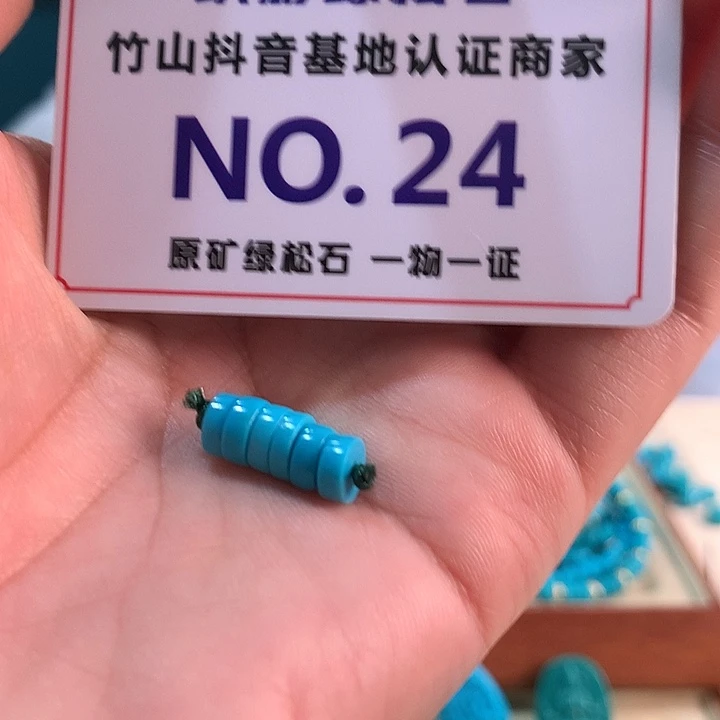 竹山抖音基地认证商家
NO. 24
原矿绿松石 一物一证